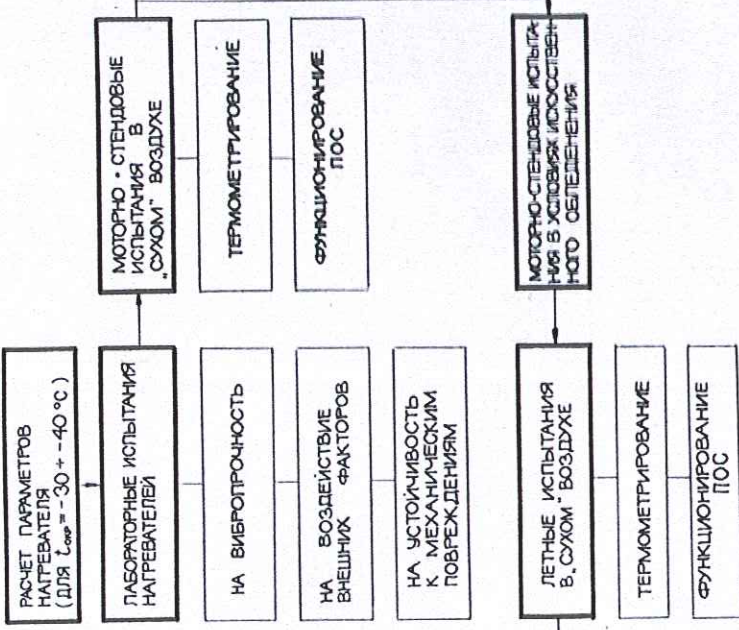 РАСЧЕТ ПАРАМЕТРОВ
НАГРЕВАТЕЛЯ
(ДЛЯ tокр = -30 ÷ -40 °С)
ЛАБОРАТОРНЫЕ ИСПЫТАНИЯ
НАГРЕВАТЕЛЕЙ
НА ВИБРОПРОЧНОСТЬ
НА ВОЗДЕЙСТВИЕ
ВНЕШНИХ ФАКТОРОВ
НА УСТОЙЧИВОСТЬ
К МЕХАНИЧЕСКИМ
ПОВРЕЖДЕНИЯМ
МОТОРНО - СТЕНДОВЫЕ
ИСПЫТАНИЯ В
„СУХОМ" ВОЗДУХЕ
ТЕРМОМЕТРИРОВАНИЕ
ФУНКЦИОНИРОВАНИЕ
ПОС
МОТОРНО-СТЕНДОВЫЕ ИСПЫТА-
НИЯ В УСЛОВИЯХ ИСКУССТВЕН-
НОГО ОБЛЕДЕНЕНИЯ
ЛЕТНЫЕ ИСПЫТАНИЯ
В „СУХОМ" ВОЗДУХЕ
ТЕРМОМЕТРИРОВАНИЕ
ФУНКЦИОНИРОВАНИЕ
ПОС